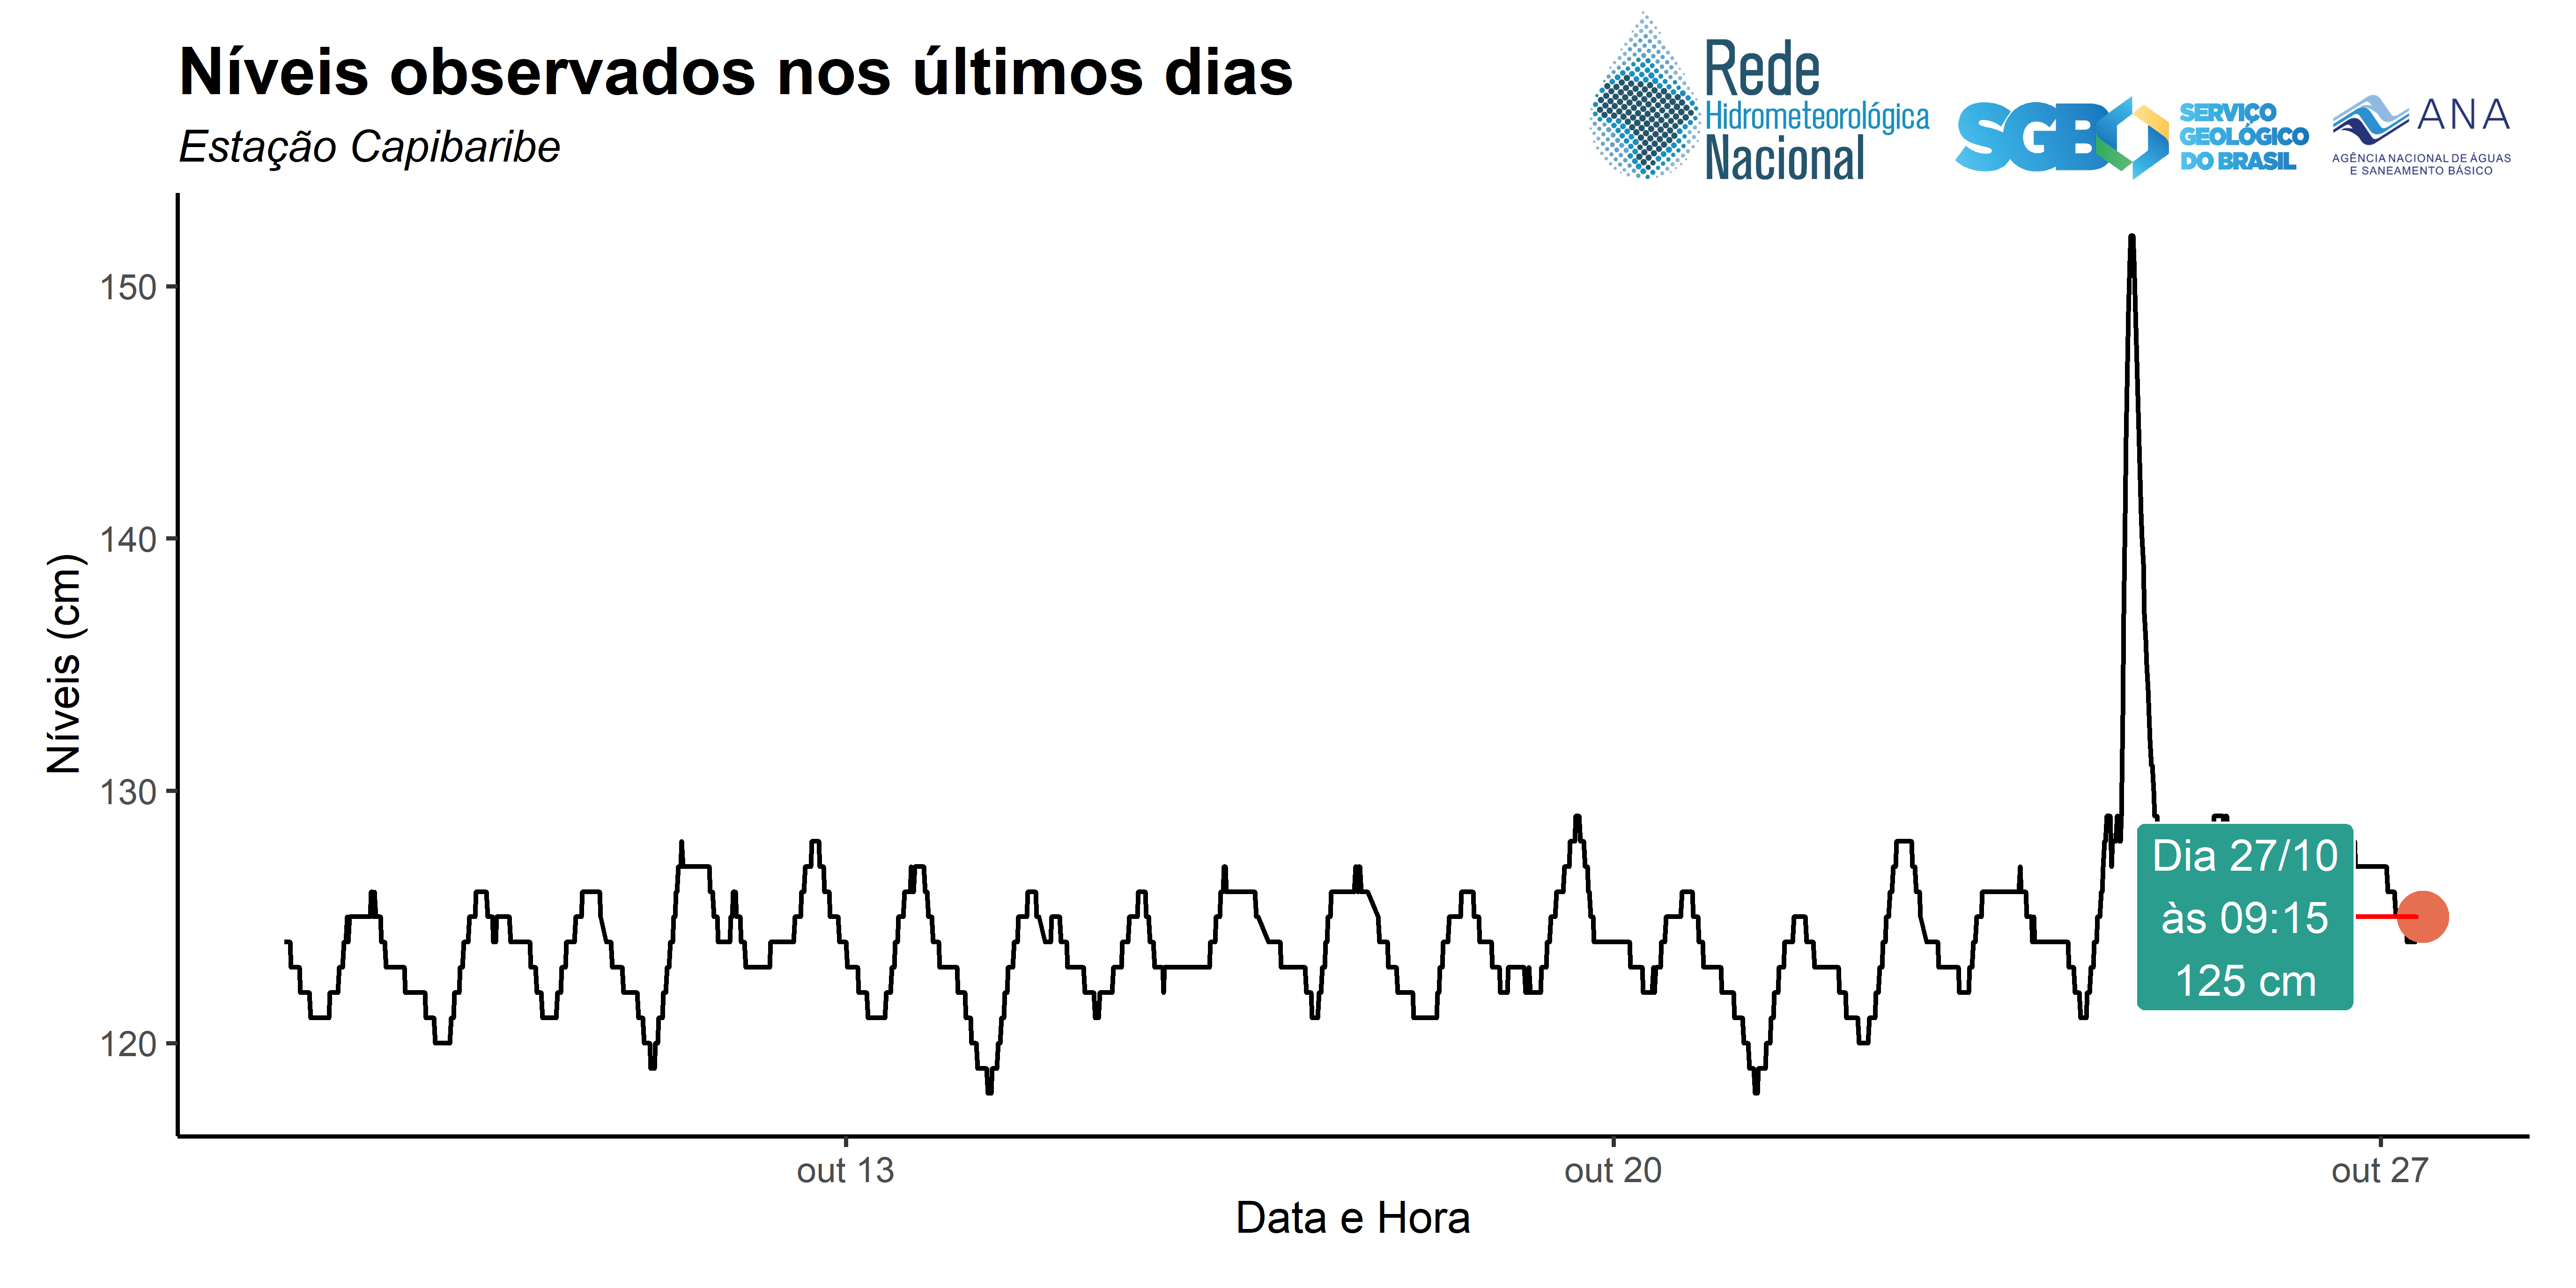 Níveis observados nos últimos dias
Estação Capibaribe
Rede
Hidrometeorológica
Nacional
SGB
SERVIÇO
GEOLÓGICO
DO BRASIL
ANA
AGÊNCIA NACIONAL DE ÁGUAS
E SANEAMENTO BÁSICO
Níveis (cm)
150
140
130
120
Dia 27/10
às 09:15
125 cm
out 13
out 20
out 27
Data e Hora